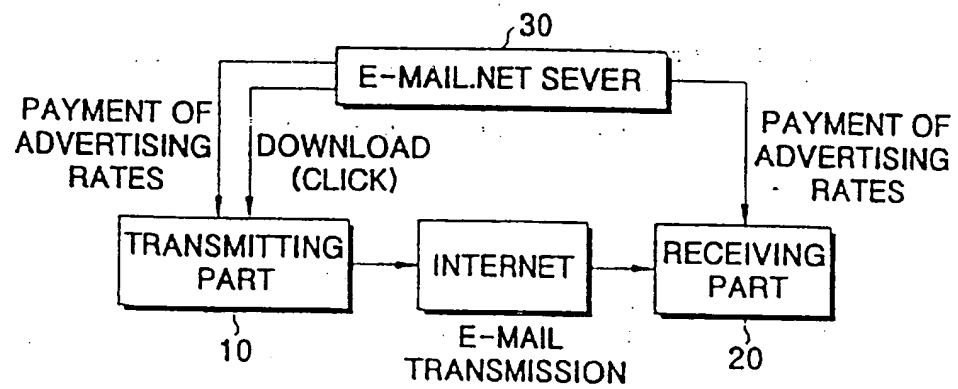 30
E-MAIL.NET SEVER
PAYMENT OF
ADVERTISING
RATES
DOWNLOAD
(CLICK)
PAYMENT OF
ADVERTISING
RATES
TRANSMITTING
PART
INTERNET
RECEIVING
PART
10
E-MAIL
TRANSMISSION
20